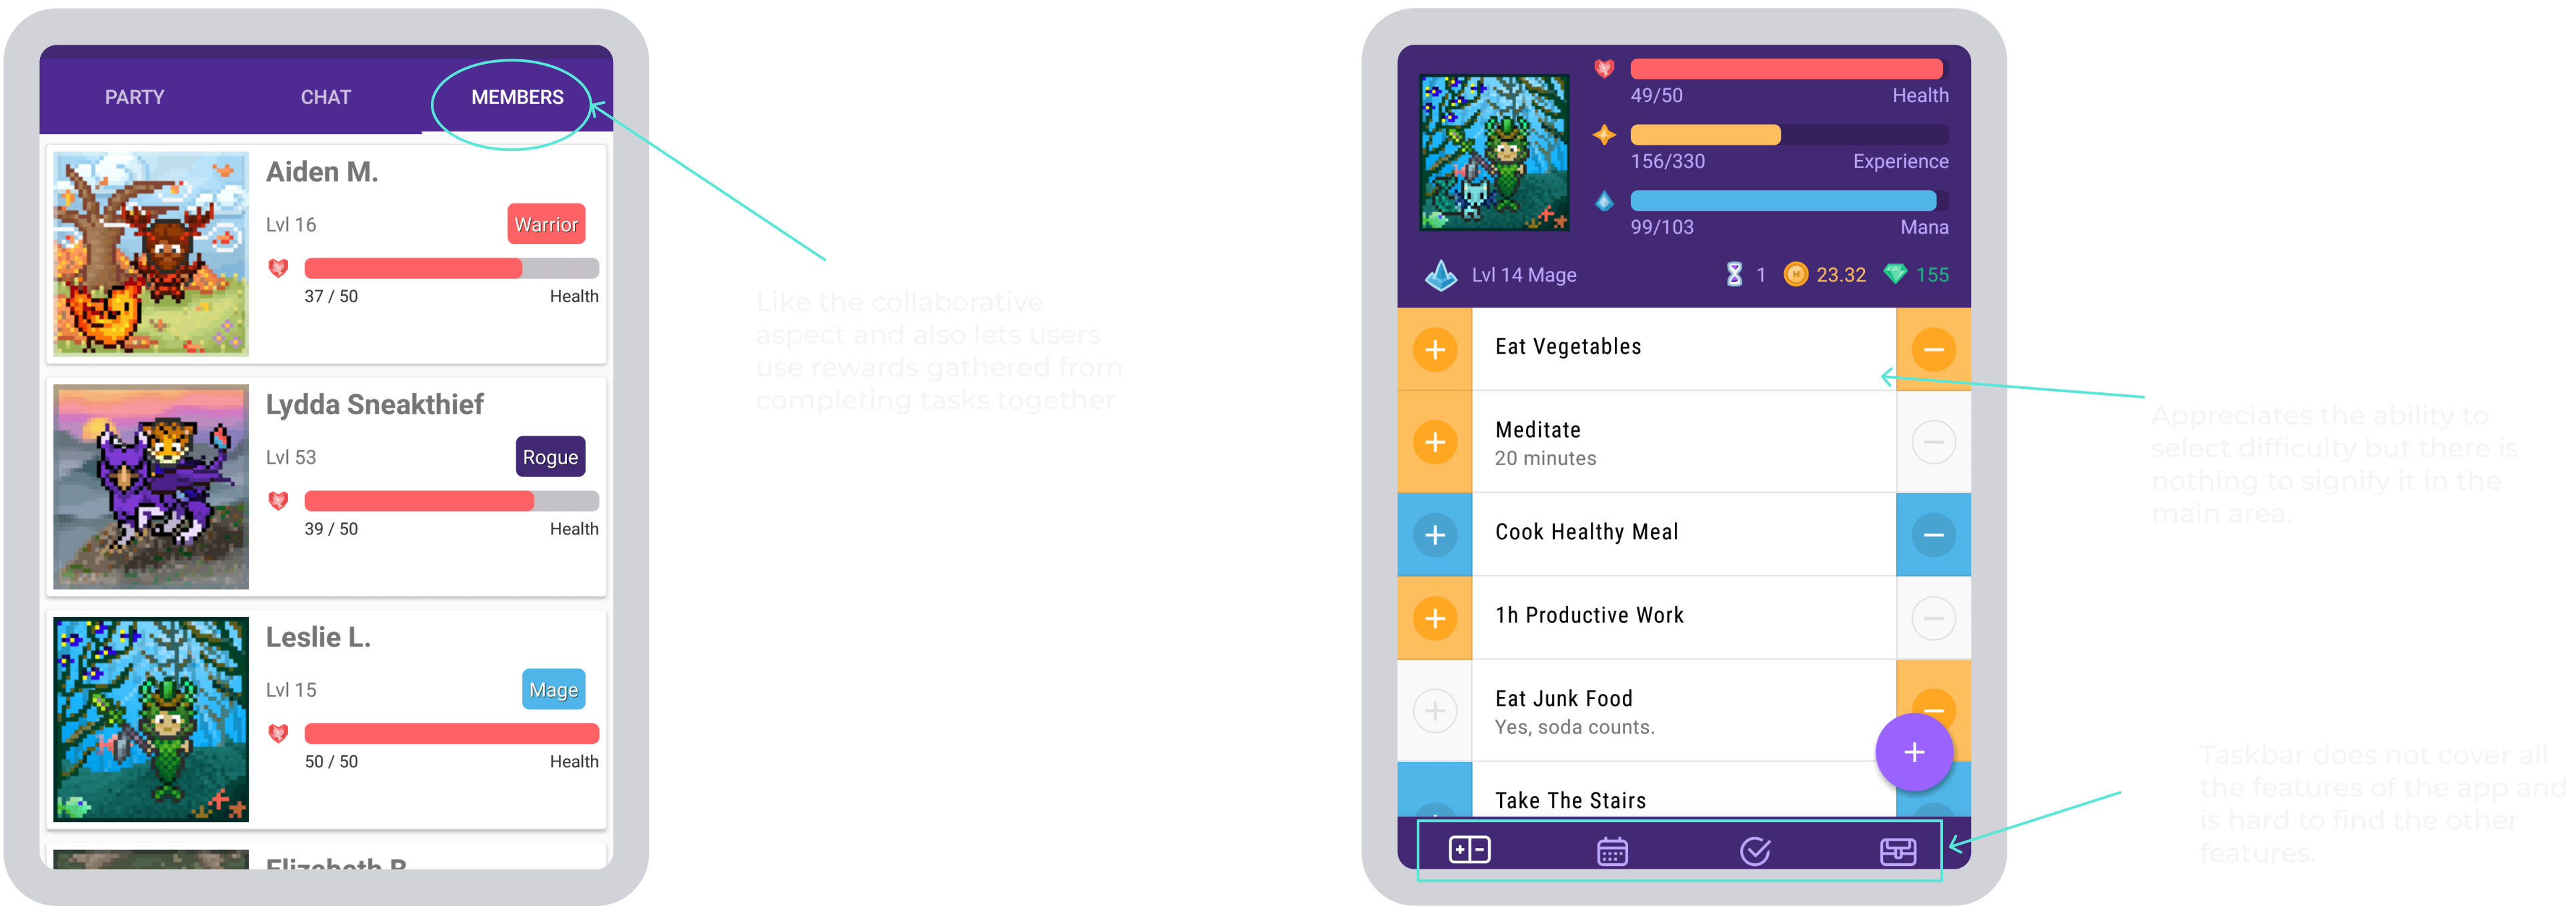 PARTY CHAT MEMBERS
Aiden M.
Lvl 16 Warrior
37 / 50 Health
Lydda Sneakthief
Lvl 53 Rogue
39 / 50 Health
Leslie L.
Lvl 15 Mage
50 / 50 Health
Like the collaborative
aspect and also lets users
use rewards gathered from
completing tasks together
49/50 Health
156/330 Experience
99/103 Mana
Lvl 14 Mage 1 23.32 155
Eat Vegetables
Meditate
20 minutes
Cook Healthy Meal
1h Productive Work
Eat Junk Food
Yes, soda counts.
Take The Stairs
Appreciates the ability to
select difficulty but there is
nothing to signify it in the
main area.
Taskbar does not cover all
the features of the app and
is hard to find the other
features.